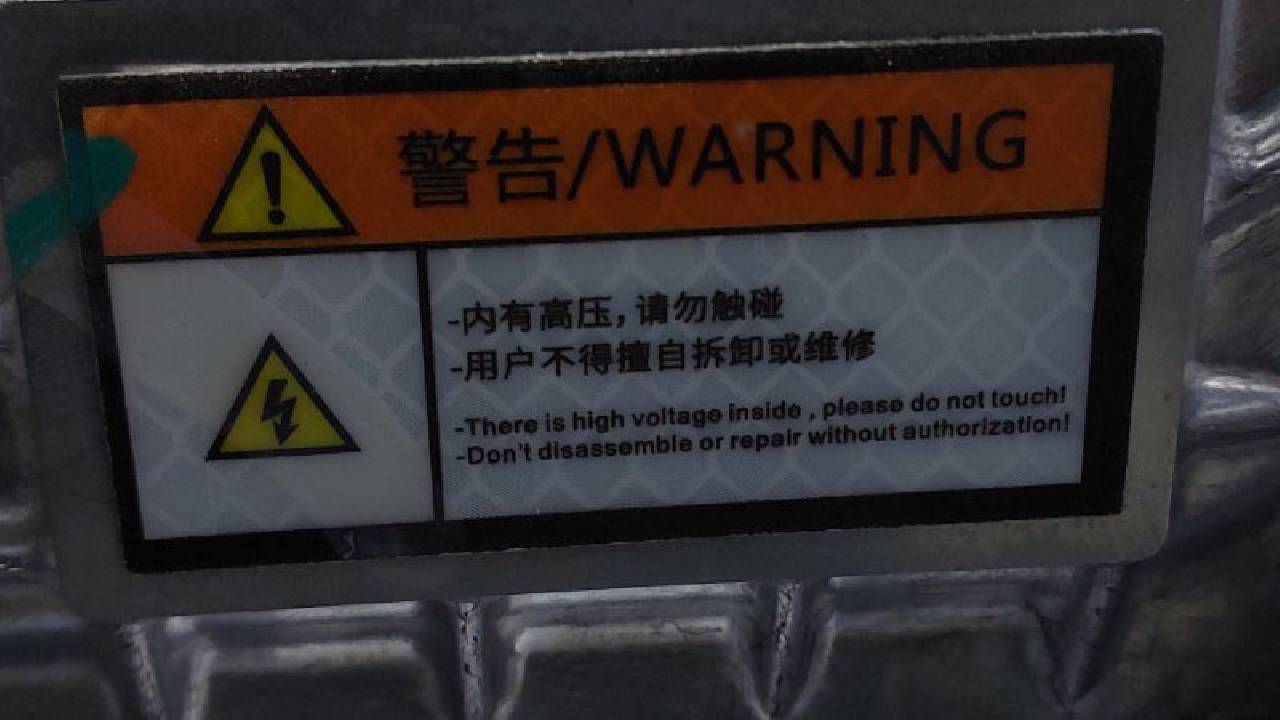 警告/WARNING
-内有高压,请勿触碰
-用户不得擅自拆卸或维修
-There is high voltage inside , please do not touch!
-Don't disassemble or repair without authorization!